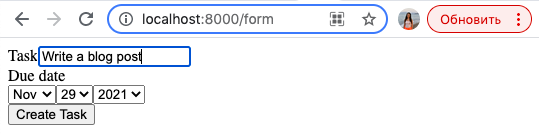 localhost:8000/form
Обновить
Task Write a blog post
Due date
Nov 29 2021
Create Task